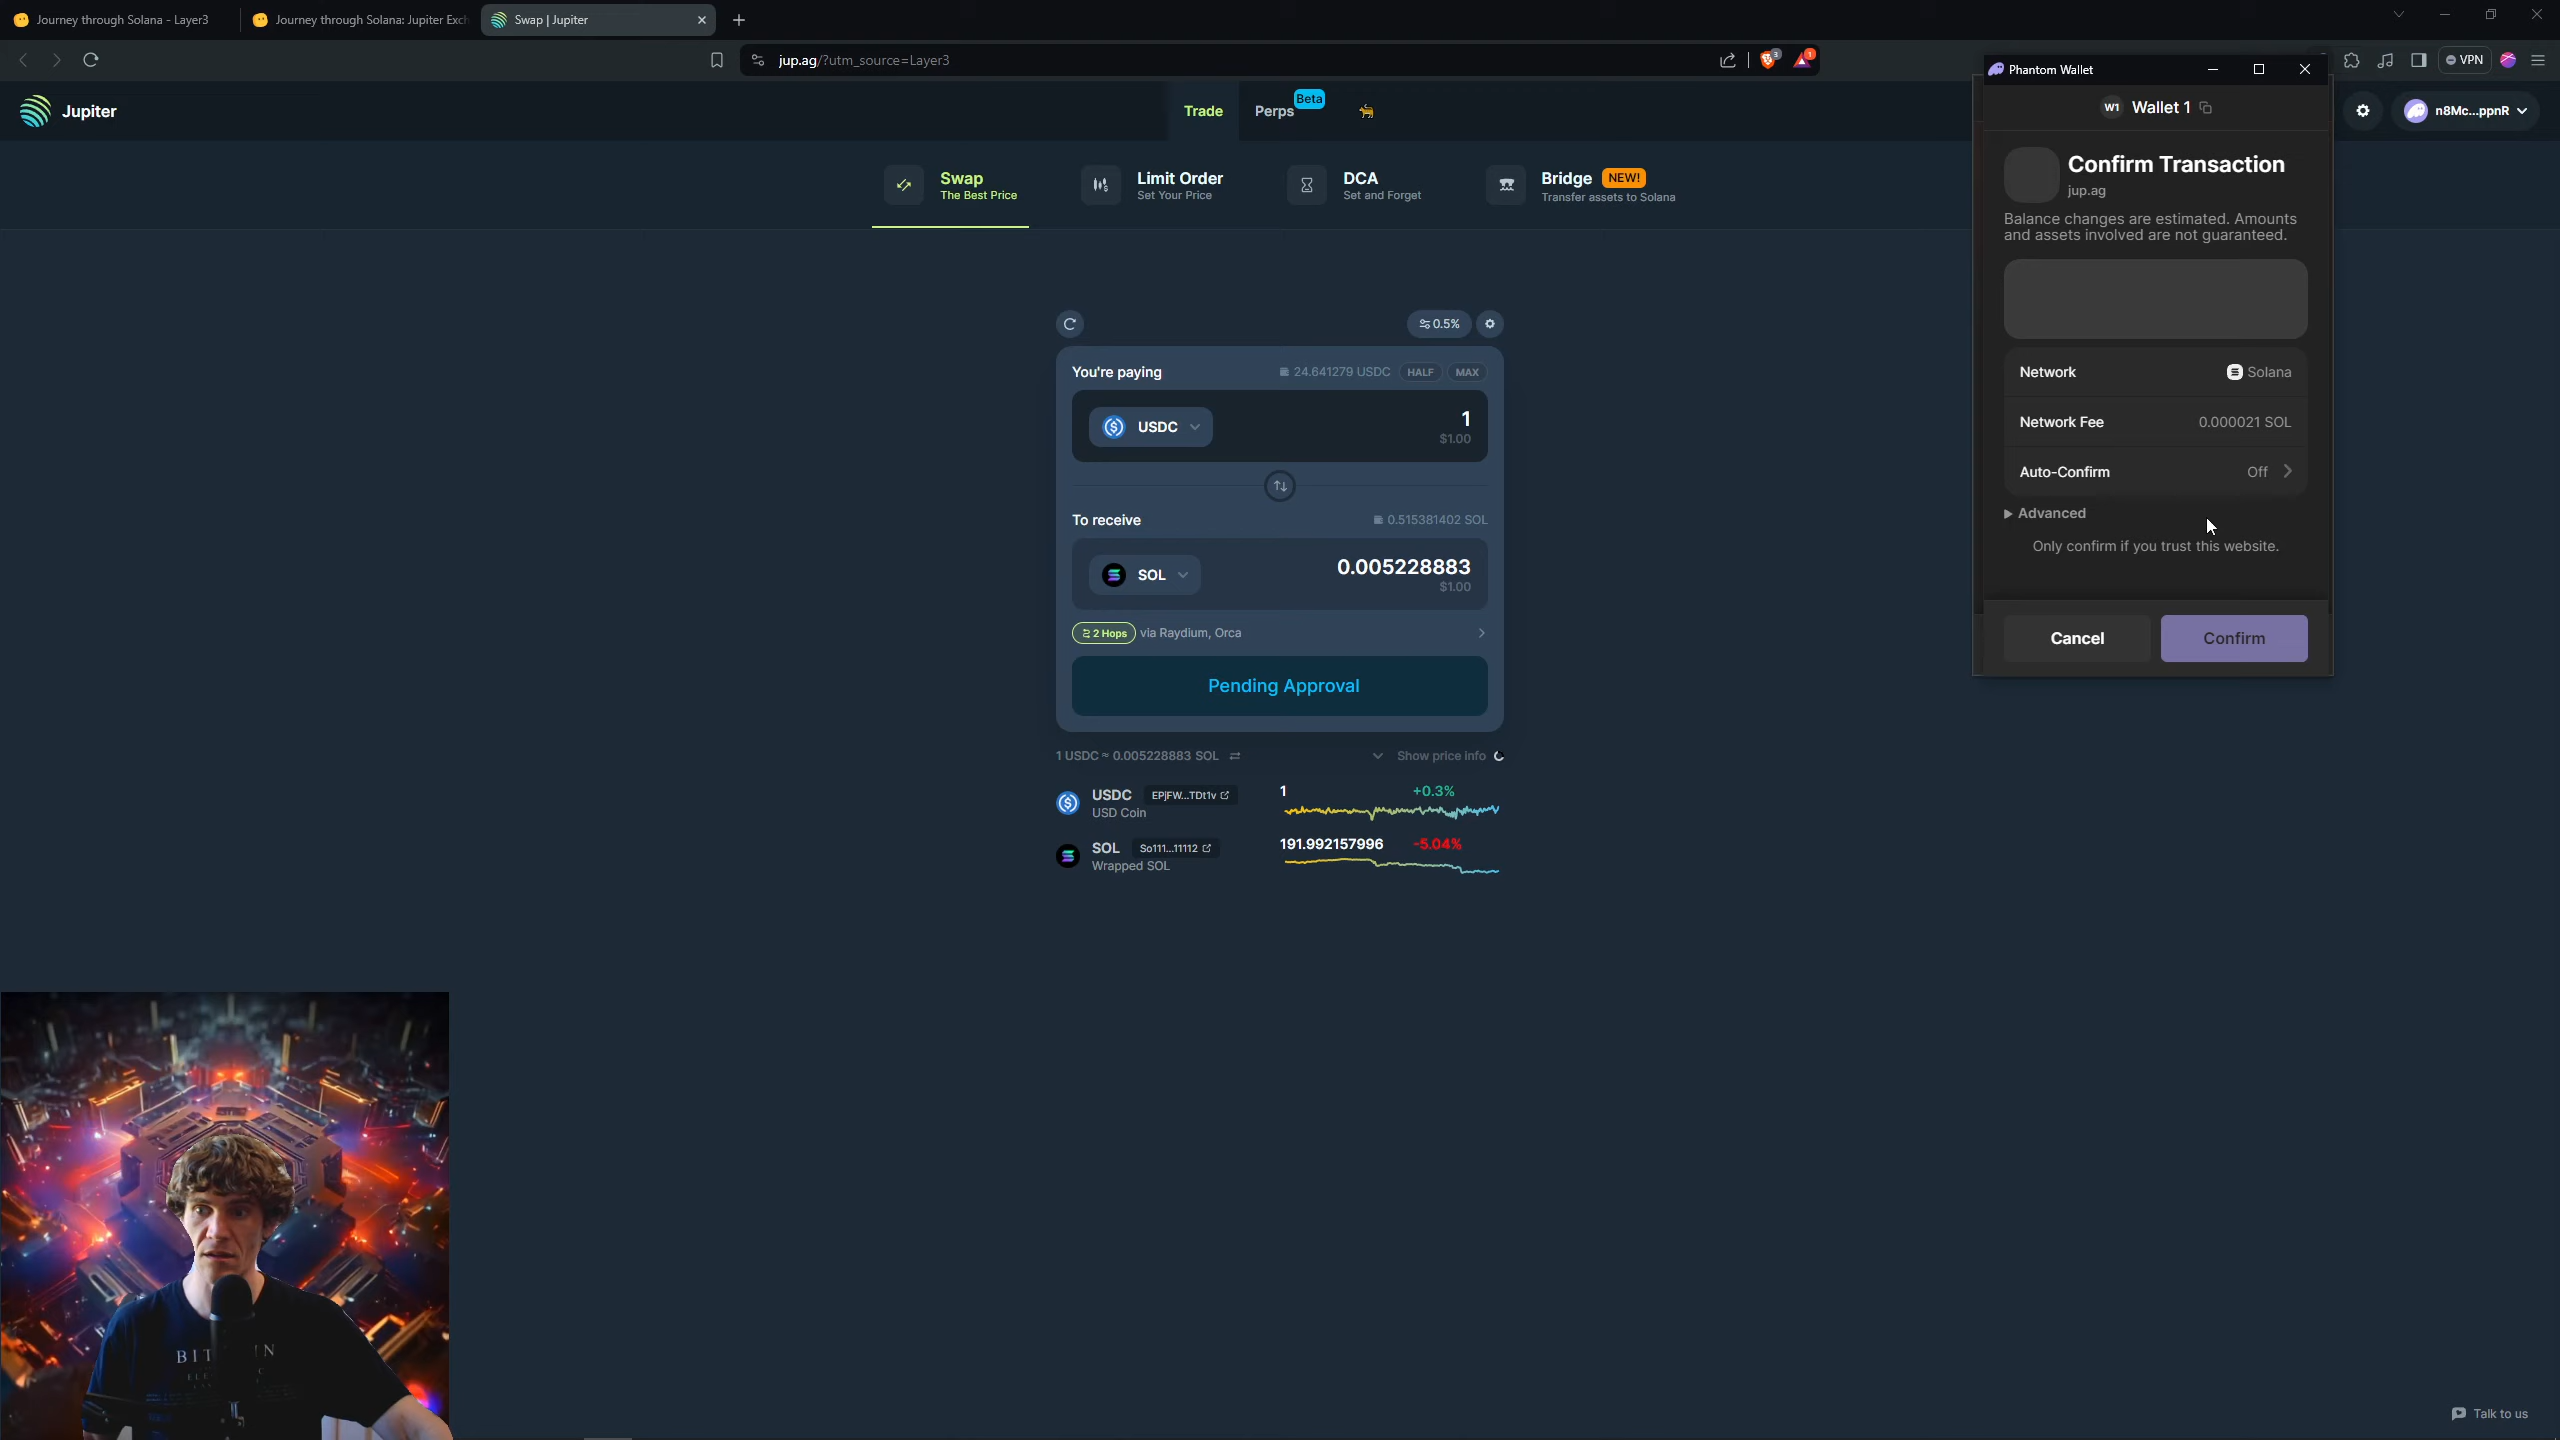 Journey through Solana - Layer3
Journey through Solana: Jupiter Exch
Swap | Jupiter
jup.ag/?utm_source=Layer3
3
1
VPN
Jupiter
Trade
Perps
Beta
n8Mc...ppnR
Swap
The Best Price
Limit Order
Set Your Price
DCA
Set and Forget
Bridge NEW!
Transfer assets to Solana
0.5%
You're paying
24.641279 USDC HALF MAX
USDC
1
$1.00
To receive
0.515381402 SOL
SOL
0.005228883
$1.00
2 Hops via Raydium, Orca
Pending Approval
1 USDC ≈ 0.005228883 SOL
Show price info
USDC EPjFW...TDt1v
USD Coin
1 +0.3%
SOL So111...11112
Wrapped SOL
191.992157996 -5.04%
Phantom Wallet
W1 Wallet 1
Confirm Transaction
jup.ag
Balance changes are estimated. Amounts
and assets involved are not guaranteed.
Network Solana
Network Fee 0.000021 SOL
Auto-Confirm Off
Advanced
Only confirm if you trust this website.
Cancel Confirm
BIT IN
Talk to us